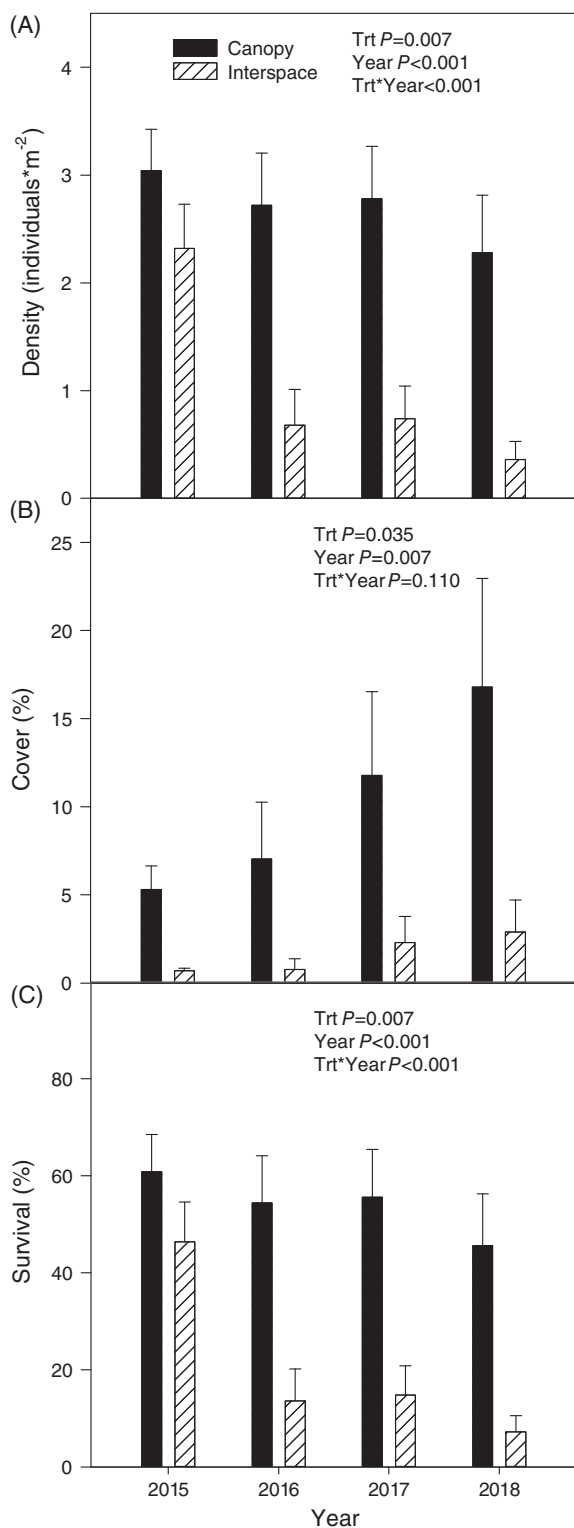 (A)
Canopy
Interspace
Trt P=0.007
Year P<0.001
Trt*Year<0.001
4
3
2
1
0
Density (individuals*m-2)
(B)
Trt P=0.035
Year P=0.007
Trt*Year P=0.110
25
20
15
10
5
0
Cover (%)
(C)
Trt P=0.007
Year P<0.001
Trt*Year P<0.001
80
60
40
20
0
Survival (%)
2015 2016 2017 2018
Year